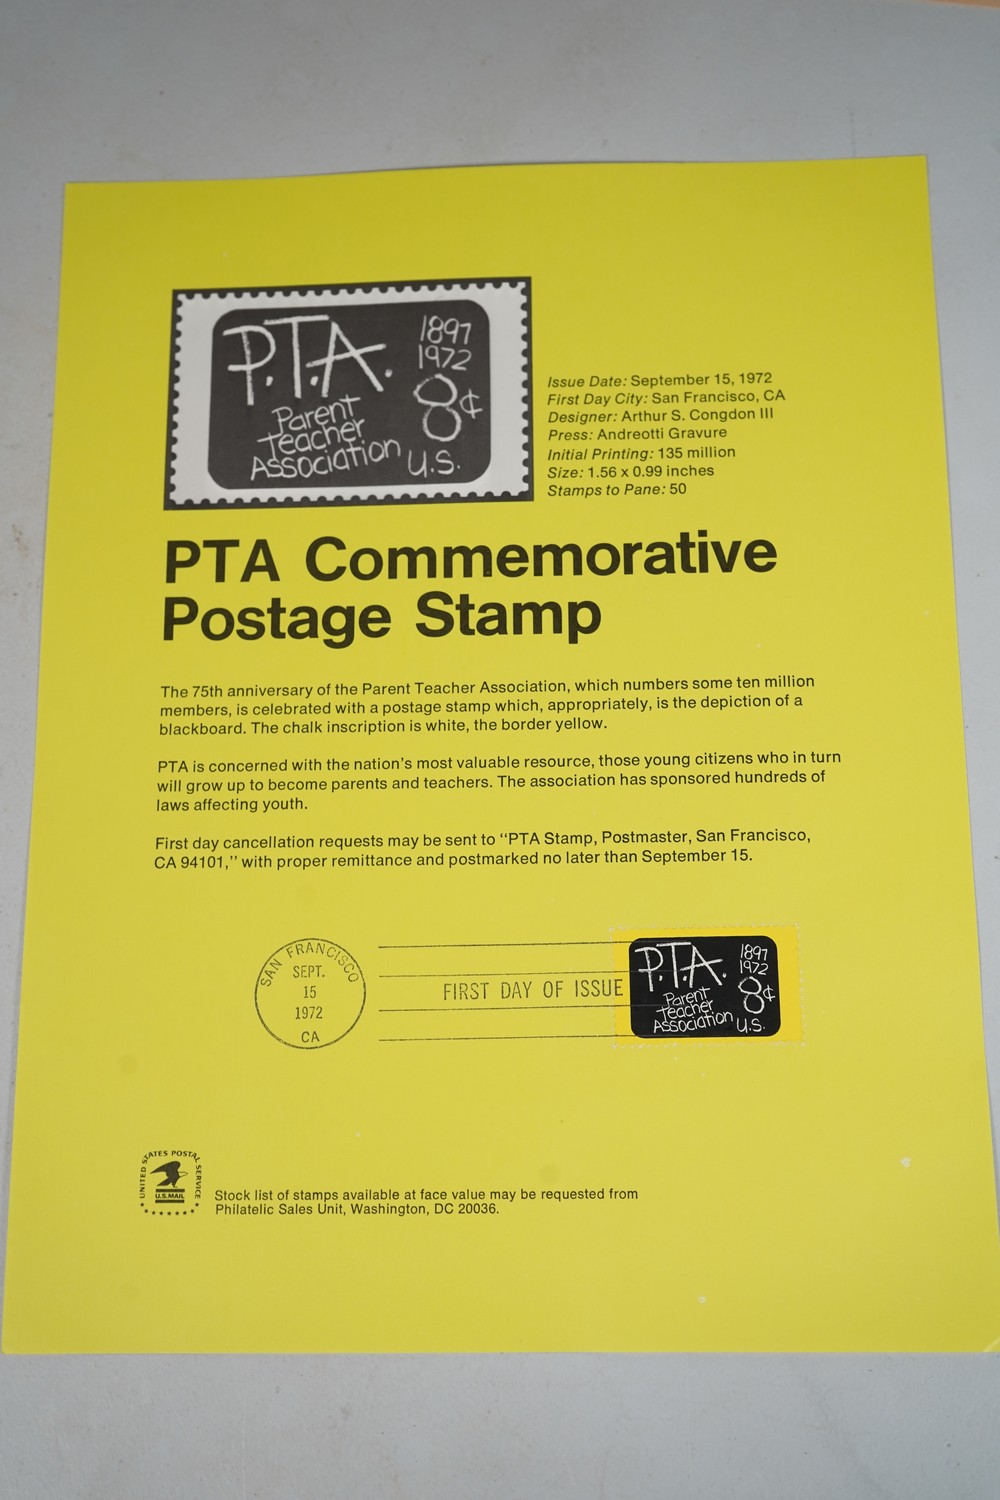 P.T.A.
1897
1972
8¢
Parent
Teacher
Association
U.S.
Issue Date: September 15, 1972
First Day City: San Francisco, CA
Designer: Arthur S. Congdon III
Press: Andreotti Gravure
Initial Printing: 135 million
Size: 1.56 x 0.99 inches
Stamps to Pane: 50
PTA Commemorative
Postage Stamp
The 75th anniversary of the Parent Teacher Association, which numbers some ten million
members, is celebrated with a postage stamp which, appropriately, is the depiction of a
blackboard. The chalk inscription is white, the border yellow.
PTA is concerned with the nation's most valuable resource, those young citizens who in turn
will grow up to become parents and teachers. The association has sponsored hundreds of
laws affecting youth.
First day cancellation requests may be sent to "PTA Stamp, Postmaster, San Francisco,
CA 94101," with proper remittance and postmarked no later than September 15.
SAN FRANCISCO
SEPT.
15
1972
CA
FIRST DAY OF ISSUE
P.T.A.
1897
1972
8¢
Parent
Teacher
Association
U.S.
UNITED STATES POSTAL SERVICE
U.S.MAIL
Stock list of stamps available at face value may be requested from
Philatelic Sales Unit, Washington, DC 20036.